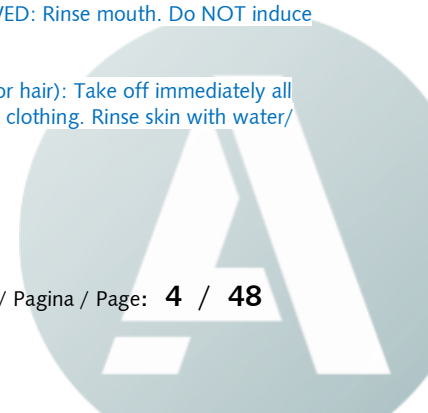 VED: Rinse mouth. Do NOT induce
or hair): Take off immediately all
clothing. Rinse skin with water/
/ Pagina / Page: 4 / 48